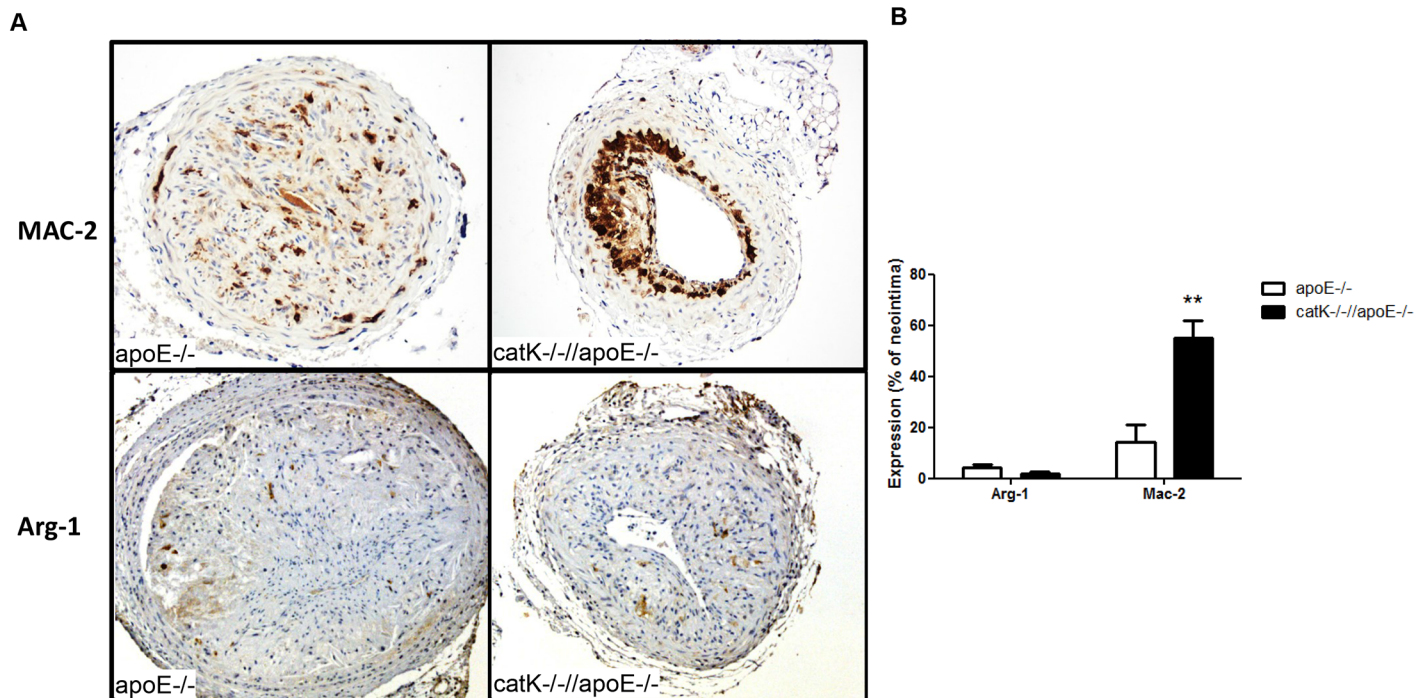 A
MAC-2
apoE-/-
catK-/-//apoE-/-
Arg-1
apoE-/-
catK-/-//apoE-/-
B
Expression (% of neointima)
80
60
40
20
0
**
Arg-1
Mac-2
apoE-/-
catK-/-//apoE-/-